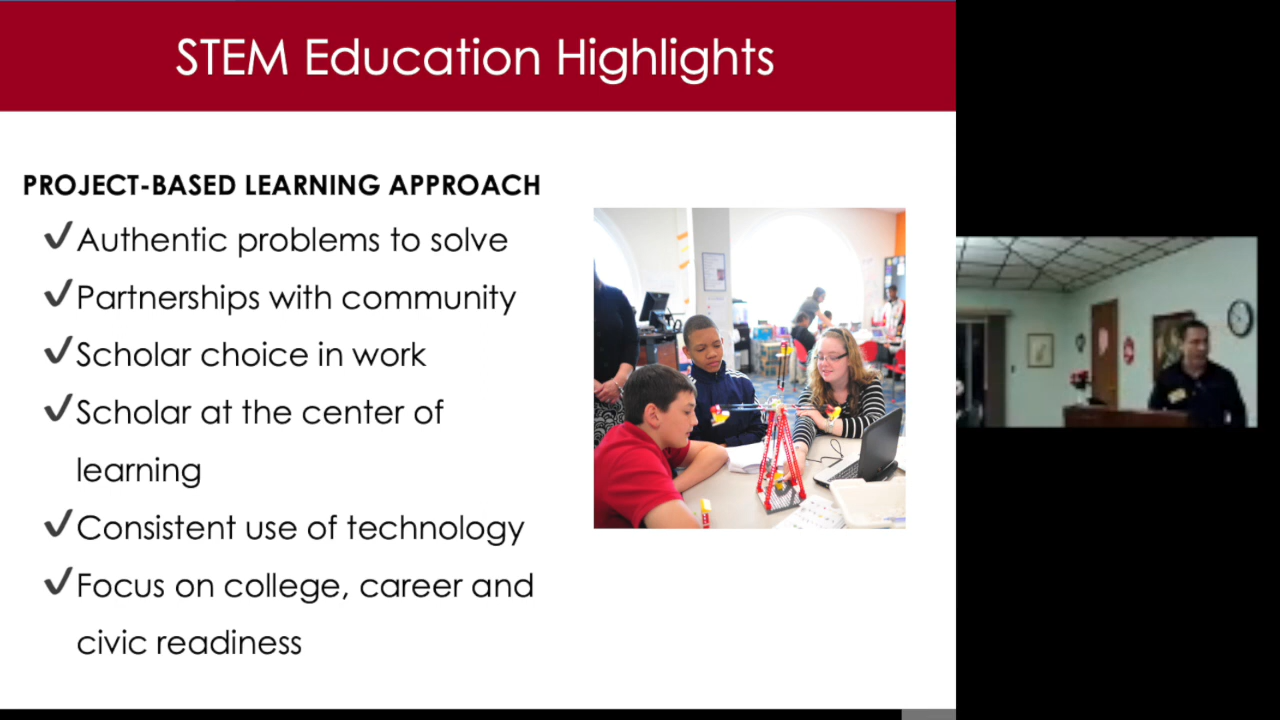 STEM Education Highlights
PROJECT-BASED LEARNING APPROACH
Authentic problems to solve
Partnerships with community
Scholar choice in work
Scholar at the center of
learning
Consistent use of technology
Focus on college, career and
civic readiness